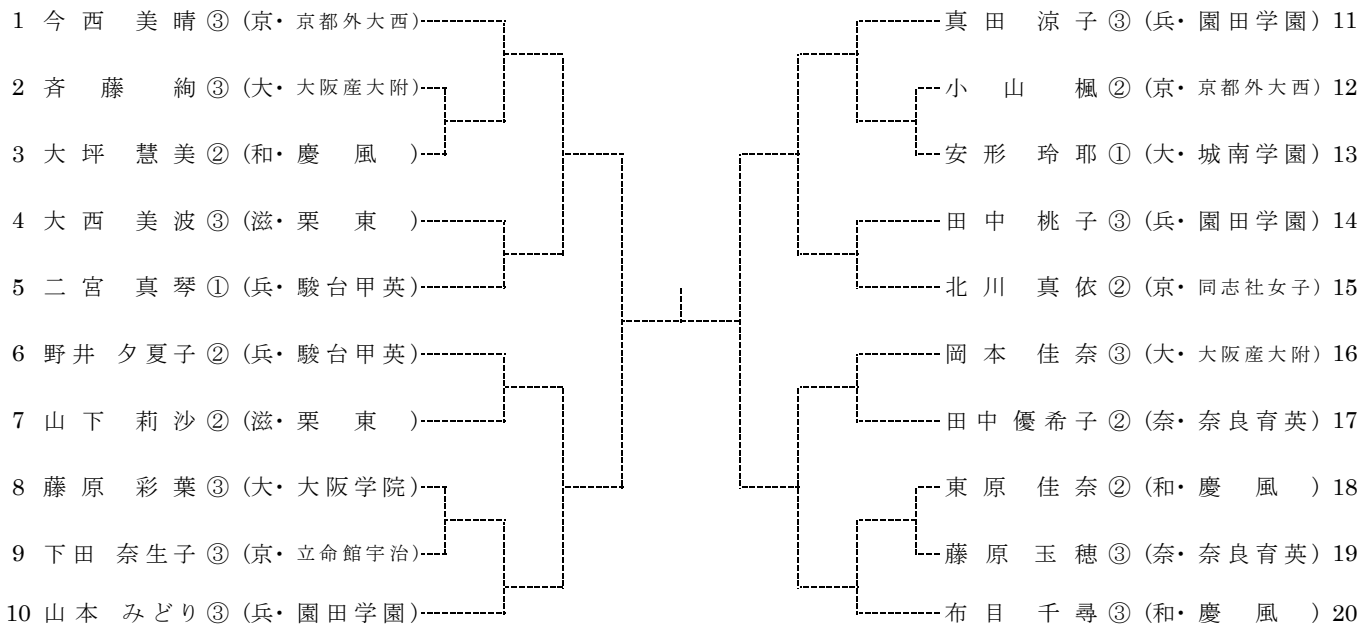 1 今西 美晴 ③ (京・京都外大西)
2 斉藤 絢 ③ (大・大阪産大附)
3 大坪 慧美 ② (和・慶風)
4 大西 美波 ③ (滋・栗東)
5 二宮 真琴 ① (兵・駿台甲英)
6 野井 夕夏子 ② (兵・駿台甲英)
7 山下 莉沙 ② (滋・栗東)
8 藤原 彩葉 ③ (大・大阪学院)
9 下田 奈生子 ③ (京・立命館宇治)
10 山本 みどり ③ (兵・園田学園)
真田 涼子 ③ (兵・園田学園) 11
小山 楓 ② (京・京都外大西) 12
安形 玲耶 ① (大・城南学園) 13
田中 桃子 ③ (兵・園田学園) 14
北川 真依 ② (京・同志社女子) 15
岡本 佳奈 ③ (大・大阪産大附) 16
田中 優希子 ② (奈・奈良育英) 17
東原 佳奈 ② (和・慶風) 18
藤原 玉穂 ③ (奈・奈良育英) 19
布目 千尋 ③ (和・慶風) 20